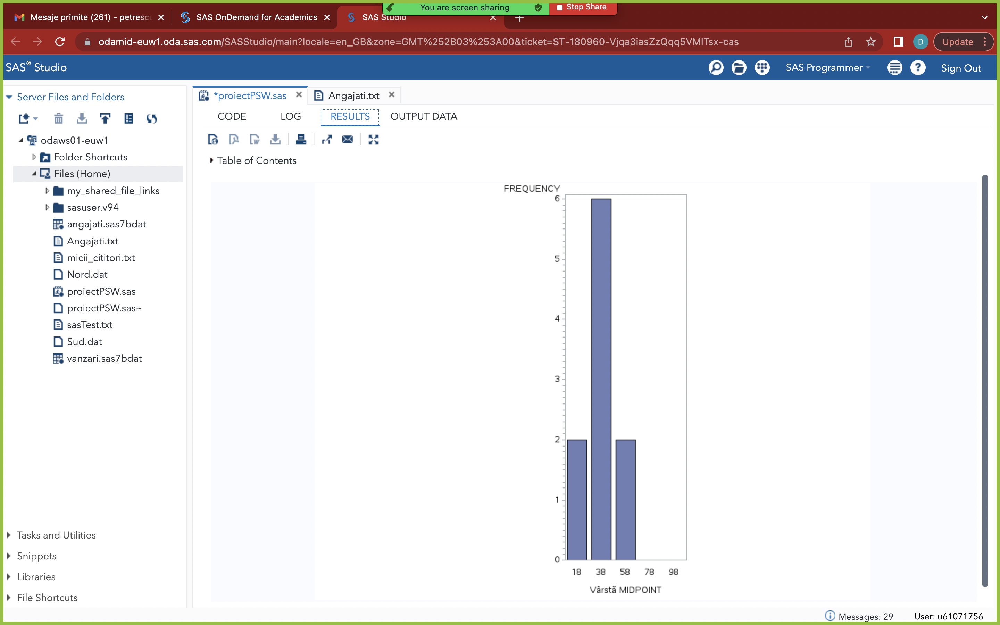 You are screen sharing
Stop Share
Mesaje primite (261) - petresc
SAS OnDemand for Academics
SAS Studio
odamid-euw1.oda.sas.com/SASStudio/main?locale=en_GB&zone=GMT%252B03%253A00&ticket=ST-180960-Vjqa3iasZzQqq5VMITsx-cas
D
Update
SAS® Studio
SAS Programmer
?
Sign Out
Server Files and Folders
odaws01-euw1
Folder Shortcuts
Files (Home)
my_shared_file_links
sasuser.v94
angajati.sas7bdat
Angajati.txt
micii_cititori.txt
Nord.dat
proiectPSW.sas
proiectPSW.sas~
sasTest.txt
Sud.dat
vanzari.sas7bdat
Tasks and Utilities
Snippets
Libraries
File Shortcuts
*proiectPSW.sas
Angajati.txt
CODE
LOG
RESULTS
OUTPUT DATA
Table of Contents
FREQUENCY
6
5
4
3
2
1
0
18 38 58 78 98
Vârstă MIDPOINT
Messages: 29
User: u61071756